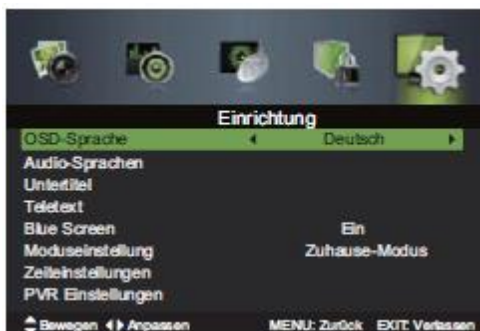 Einrichtung
OSD-Sprache Deutsch
Audio-Sprachen
Untertitel
Teletext
Blue Screen Ein
Moduseinstellung Zuhause-Modus
Zeiteinstellungen
PVR Einstellungen
Bewegen Anpassen MENU: Zurück EXIT: Verlassen